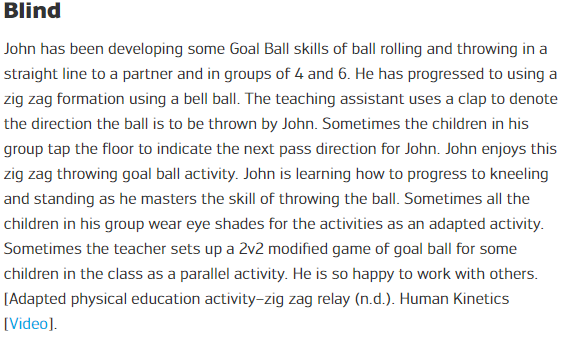 Blind
John has been developing some Goal Ball skills of ball rolling and throwing in a
straight line to a partner and in groups of 4 and 6. He has progressed to using a
zig zag formation using a bell ball. The teaching assistant uses a clap to denote
the direction the ball is to be thrown by John. Sometimes the children in his
group tap the floor to indicate the next pass direction for John. John enjoys this
zig zag throwing goal ball activity. John is learning how to progress to kneeling
and standing as he masters the skill of throwing the ball. Sometimes all the
children in his group wear eye shades for the activities as an adapted activity.
Sometimes the teacher sets up a 2v2 modified game of goal ball for some
children in the class as a parallel activity. He is so happy to work with others.
[Adapted physical education activity–zig zag relay (n.d.). Human Kinetics
[Video].